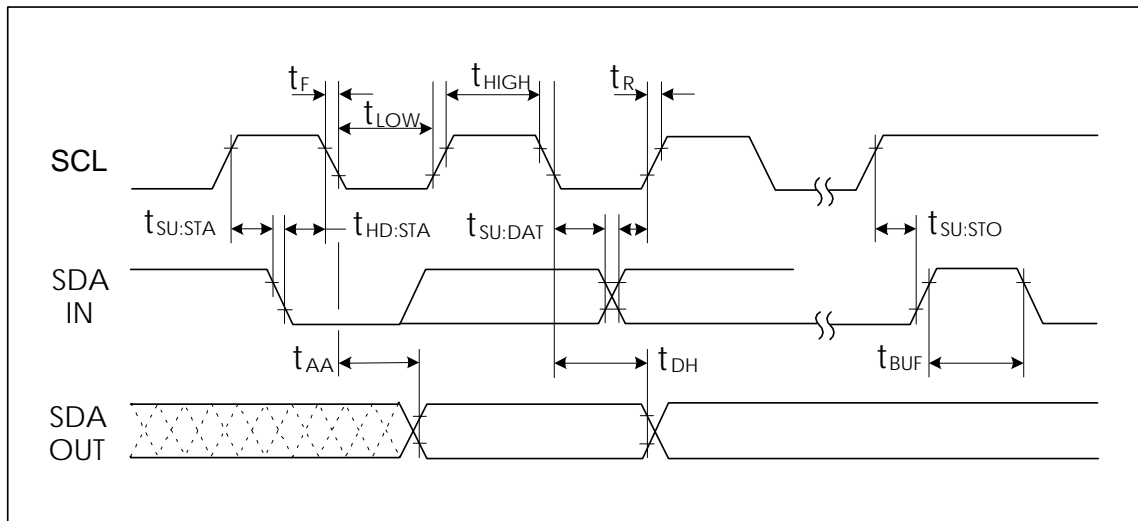 tF
tHIGH
tR
tLOW
SCL
tSU:STA
tHD:STA
tSU:DAT
tSU:STO
SDA
IN
tAA
tDH
tBUF
SDA
OUT